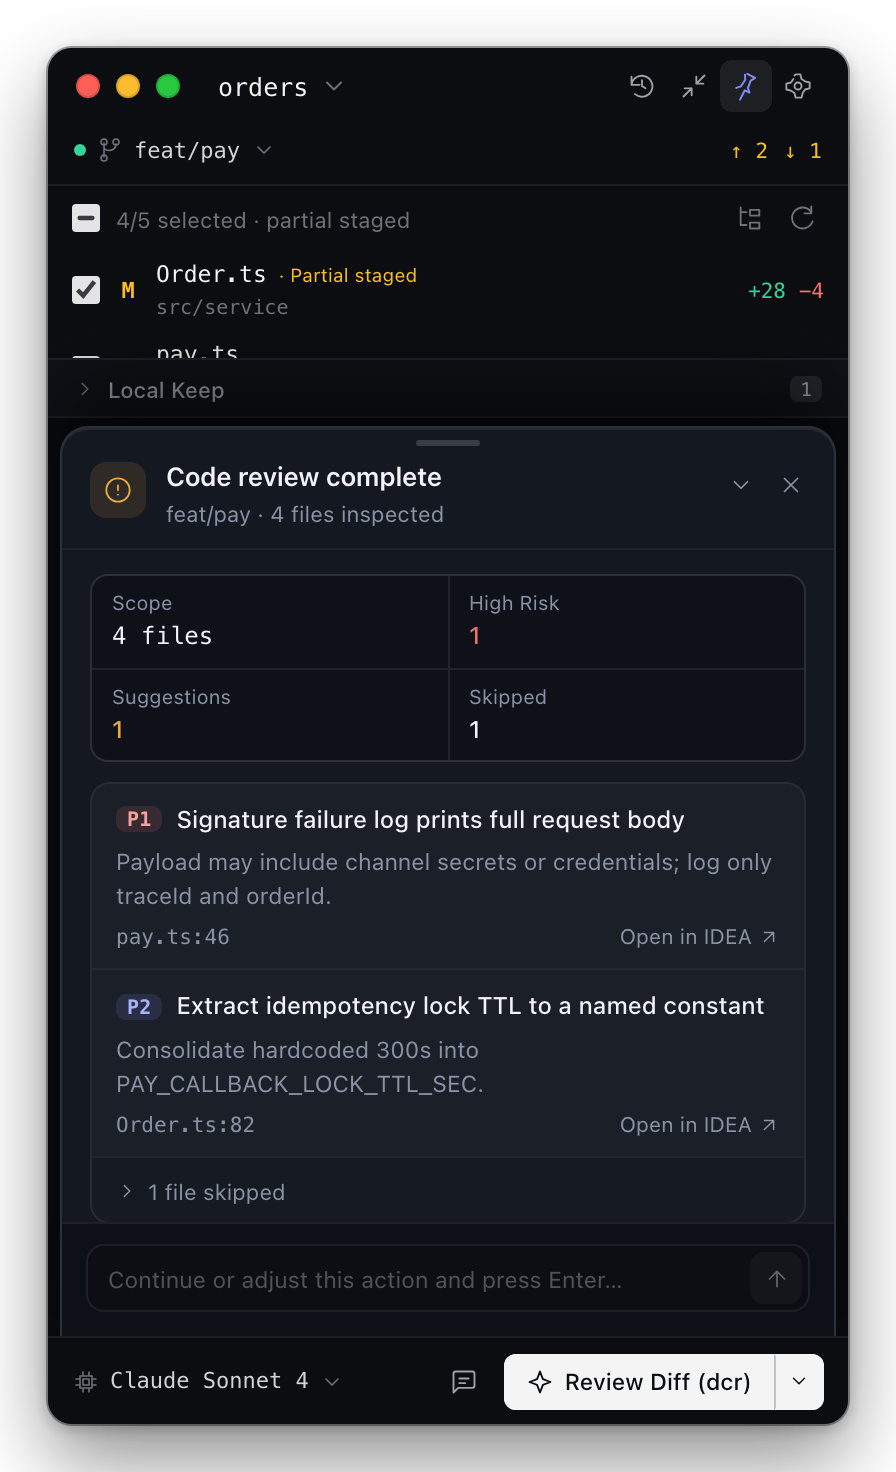 orders
feat/pay
↑ 2 ↓ 1
4/5 selected · partial staged
M
Order.ts · Partial staged
src/service
+28 −4
pay.ts
Local Keep
1
Code review complete
feat/pay · 4 files inspected
Scope
4 files
High Risk
1
Suggestions
1
Skipped
1
P1 Signature failure log prints full request body
Payload may include channel secrets or credentials; log only
traceId and orderId.
pay.ts:46
Open in IDEA ↗
P2 Extract idempotency lock TTL to a named constant
Consolidate hardcoded 300s into
PAY_CALLBACK_LOCK_TTL_SEC.
Order.ts:82
Open in IDEA ↗
1 file skipped
Continue or adjust this action and press Enter...
Claude Sonnet 4
Review Diff (dcr)